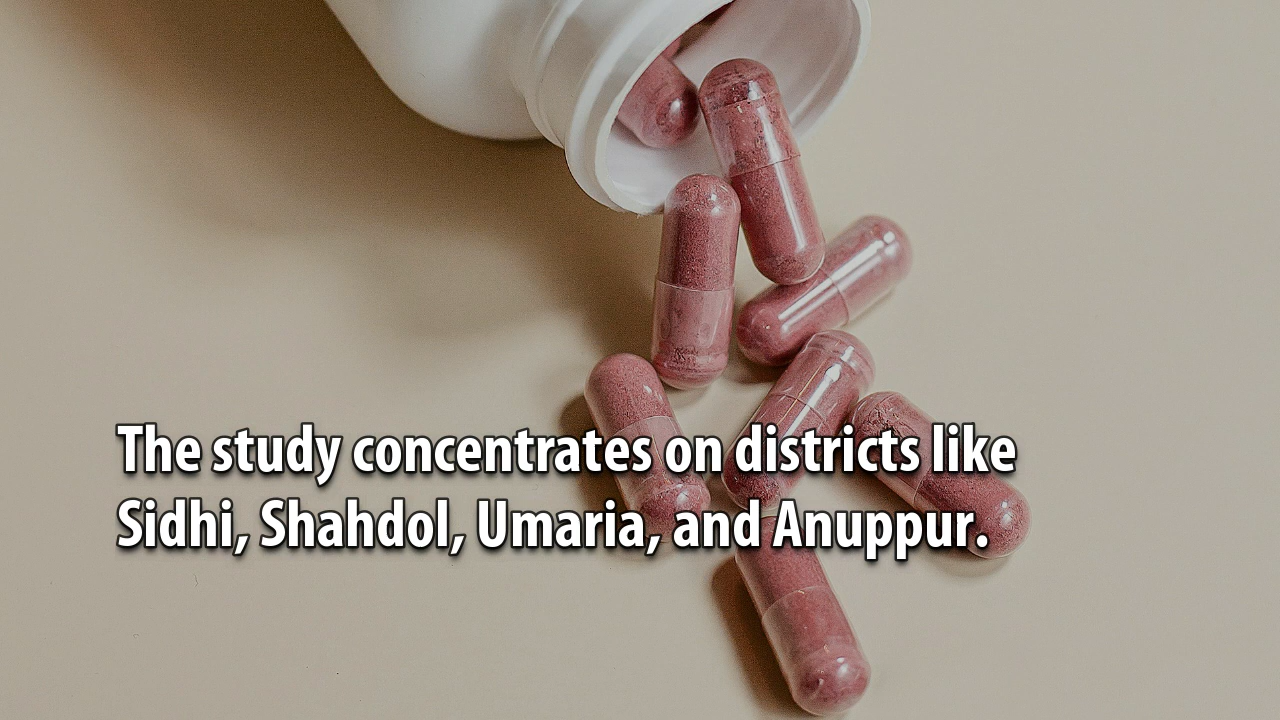 The study concentrates on districts like
Sidhi, Shahdol, Umaria, and Anuppur.